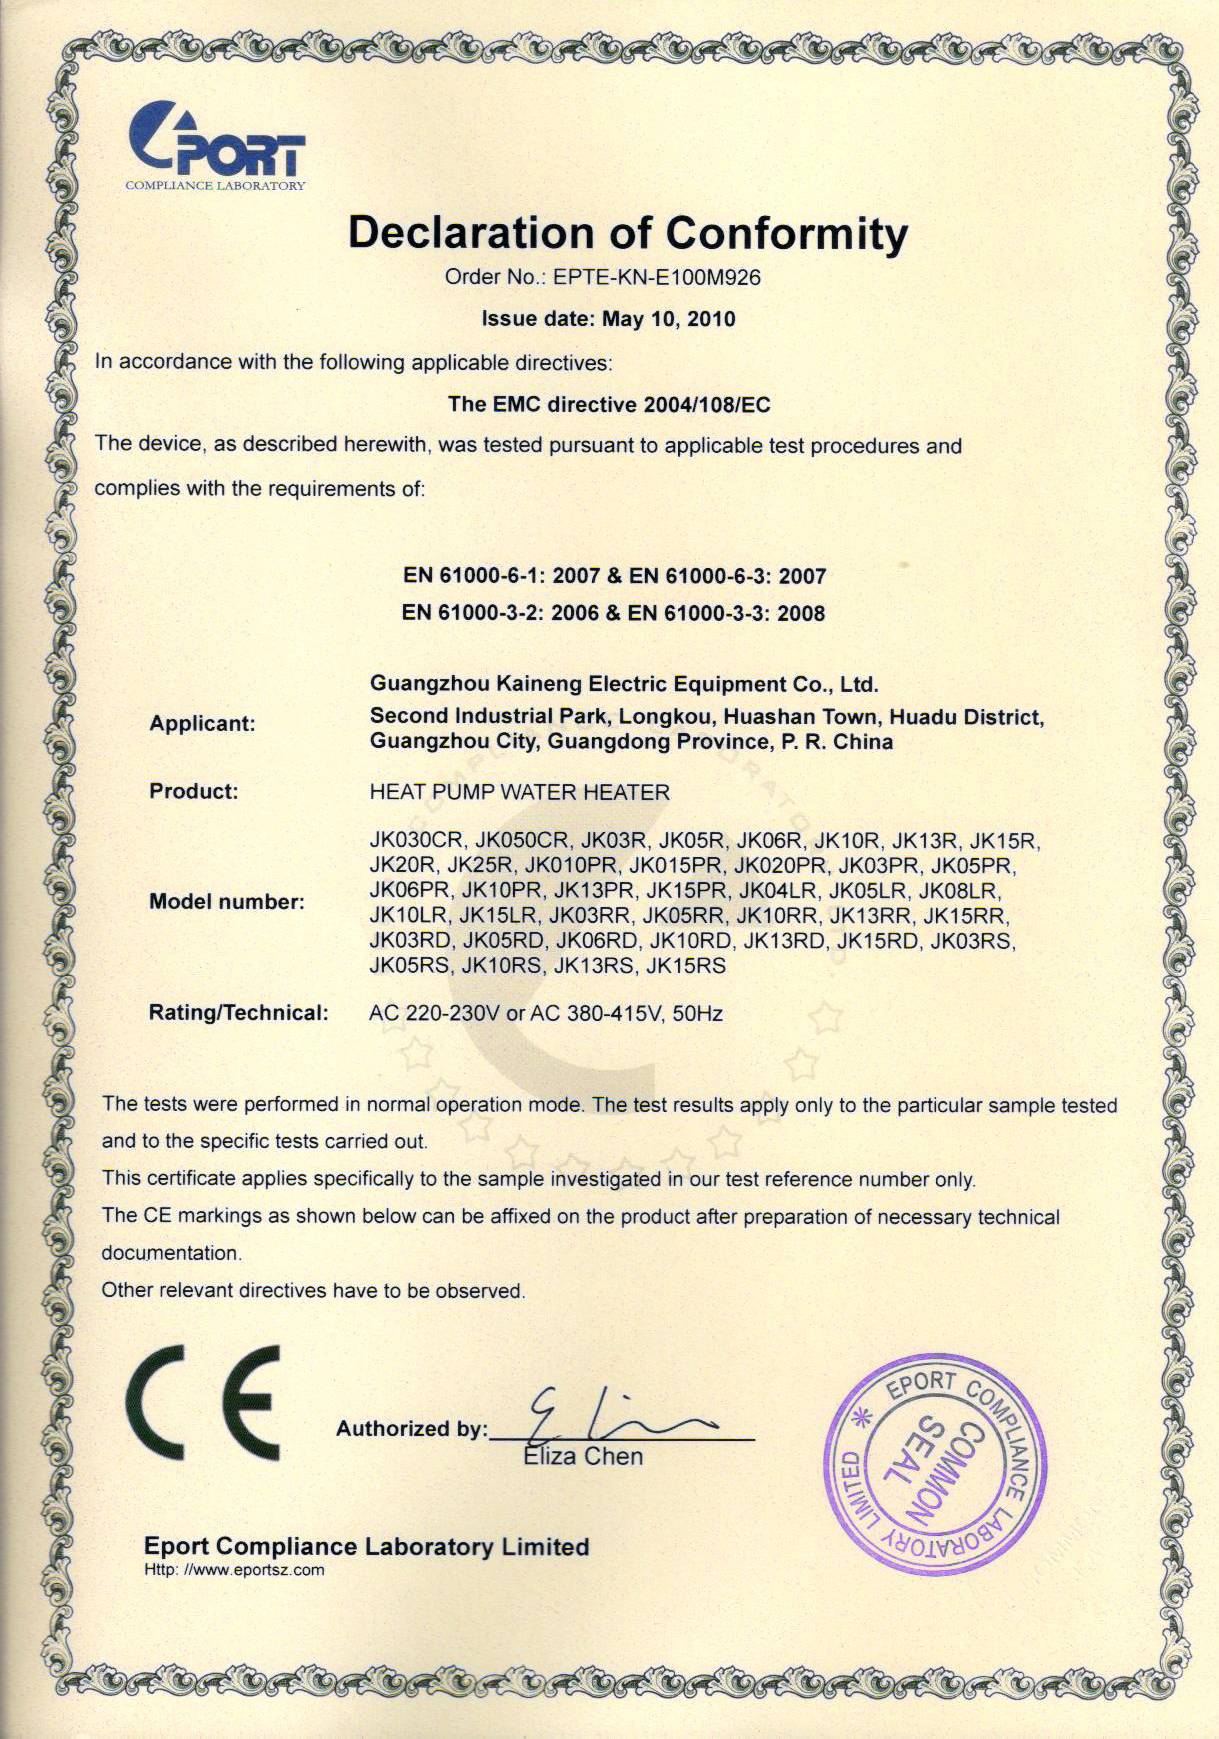 EPORT
COMPLIANCE LABORATORY
Declaration of Conformity
Order No.: EPTE-KN-E100M926
Issue date: May 10, 2010
In accordance with the following applicable directives:
The EMC directive 2004/108/EC
The device, as described herewith, was tested pursuant to applicable test procedures and
complies with the requirements of:
EN 61000-6-1: 2007 & EN 61000-6-3: 2007
EN 61000-3-2: 2006 & EN 61000-3-3: 2008
Applicant:
Guangzhou Kaineng Electric Equipment Co., Ltd.
Second Industrial Park, Longkou, Huashan Town, Huadu District,
Guangzhou City, Guangdong Province, P. R. China
Product: HEAT PUMP WATER HEATER
Model number:
JK030CR, JK050CR, JK03R, JK05R, JK06R, JK10R, JK13R, JK15R,
JK20R, JK25R, JK010PR, JK015PR, JK020PR, JK03PR, JK05PR,
JK06PR, JK10PR, JK13PR, JK15PR, JK04LR, JK05LR, JK08LR,
JK10LR, JK15LR, JK03RR, JK05RR, JK10RR, JK13RR, JK15RR,
JK03RD, JK05RD, JK06RD, JK10RD, JK13RD, JK15RD, JK03RS,
JK05RS, JK10RS, JK13RS, JK15RS
Rating/Technical: AC 220-230V or AC 380-415V, 50Hz
The tests were performed in normal operation mode. The test results apply only to the particular sample tested
and to the specific tests carried out.
This certificate applies specifically to the sample investigated in our test reference number only.
The CE markings as shown below can be affixed on the product after preparation of necessary technical
documentation.
Other relevant directives have to be observed.
CE
Authorized by:
Eliza Chen
EPORT COMPLIANCE LABORATORY LIMITED
COMMON
SEAL
Eport Compliance Laboratory Limited
Http: //www.eportsz.com